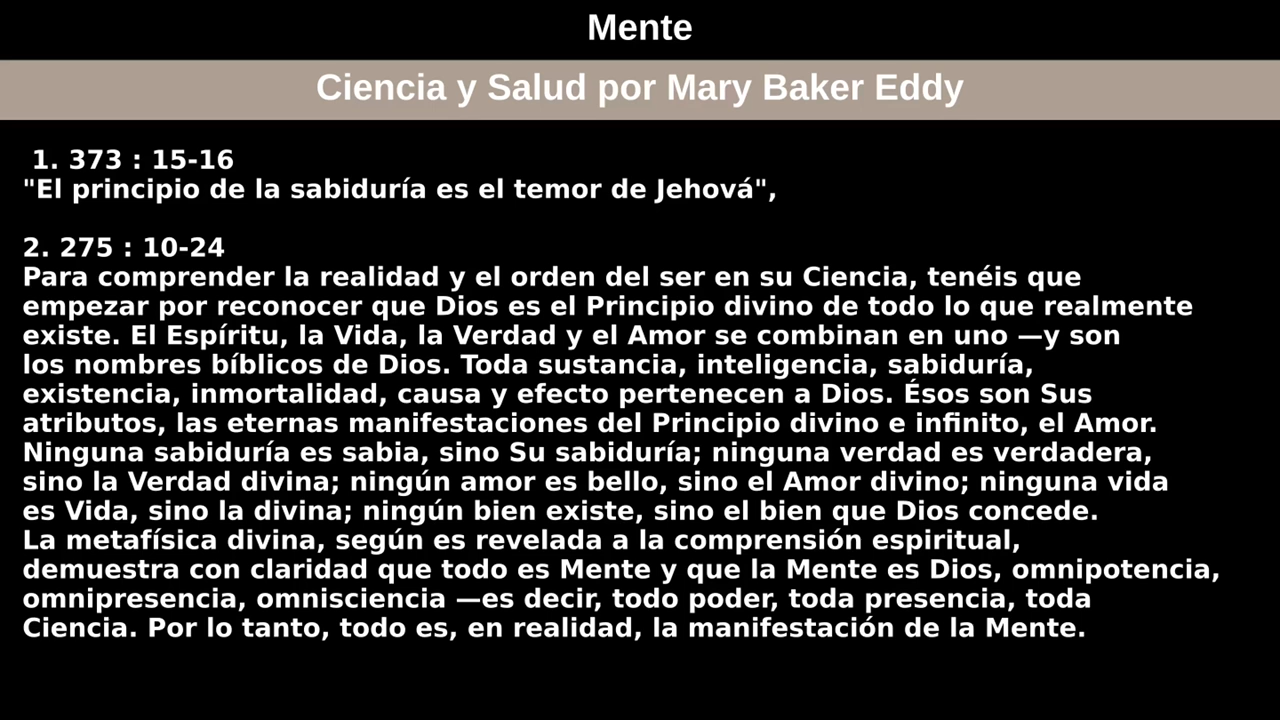 Mente
Ciencia y Salud por Mary Baker Eddy
1. 373 : 15-16
"El principio de la sabiduría es el temor de Jehová",
2. 275 : 10-24
Para comprender la realidad y el orden del ser en su Ciencia, tenéis que
empezar por reconocer que Dios es el Principio divino de todo lo que realmente
existe. El Espíritu, la Vida, la Verdad y el Amor se combinan en uno —y son
los nombres bíblicos de Dios. Toda sustancia, inteligencia, sabiduría,
existencia, inmortalidad, causa y efecto pertenecen a Dios. Ésos son Sus
atributos, las eternas manifestaciones del Principio divino e infinito, el Amor.
Ninguna sabiduría es sabia, sino Su sabiduría; ninguna verdad es verdadera,
sino la Verdad divina; ningún amor es bello, sino el Amor divino; ninguna vida
es Vida, sino la divina; ningún bien existe, sino el bien que Dios concede.
La metafísica divina, según es revelada a la comprensión espiritual,
demuestra con claridad que todo es Mente y que la Mente es Dios, omnipotencia,
omnipresencia, omnisciencia —es decir, todo poder, toda presencia, toda
Ciencia. Por lo tanto, todo es, en realidad, la manifestación de la Mente.